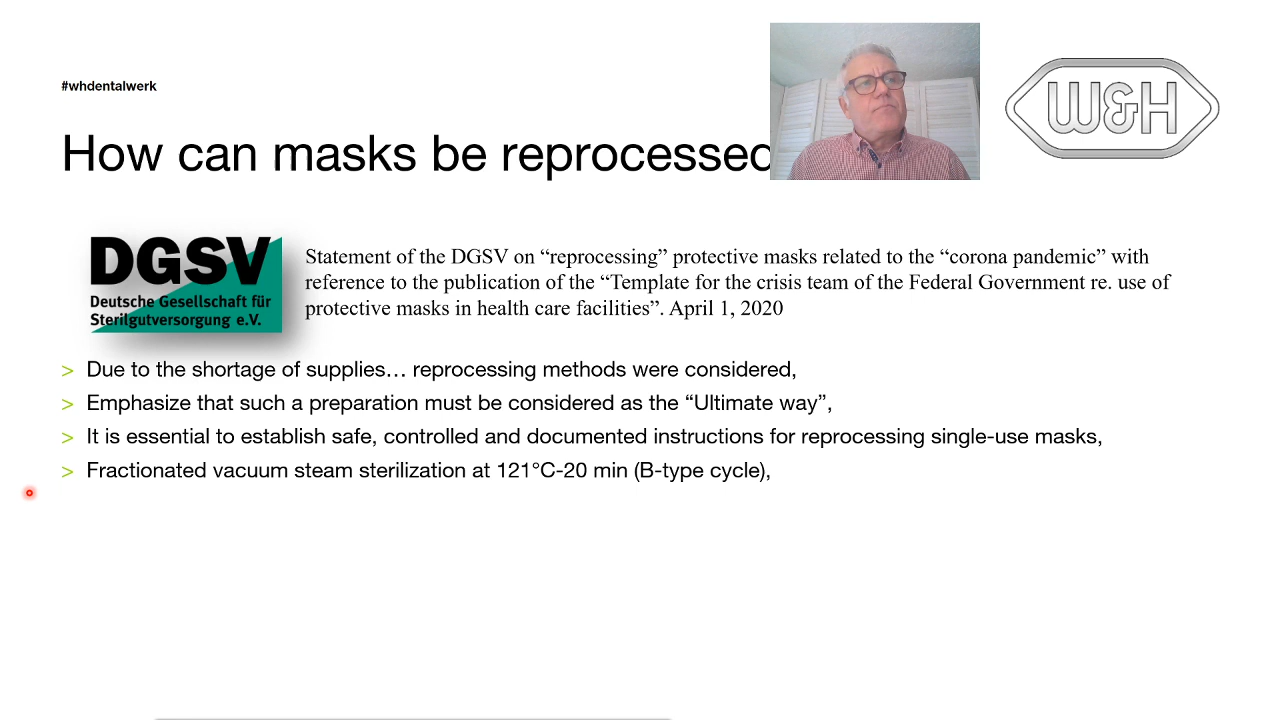 #whdentalwerk
W&H
How can masks be reprocessed
DGSV
Deutsche Gesellschaft für
Sterilgutversorgung e.V.
Statement of the DGSV on “reprocessing” protective masks related to the “corona pandemic” with
reference to the publication of the “Template for the crisis team of the Federal Government re. use of
protective masks in health care facilities”. April 1, 2020
> Due to the shortage of supplies… reprocessing methods were considered,
> Emphasize that such a preparation must be considered as the “Ultimate way”,
> It is essential to establish safe, controlled and documented instructions for reprocessing single-use masks,
> Fractionated vacuum steam sterilization at 121°C-20 min (B-type cycle),